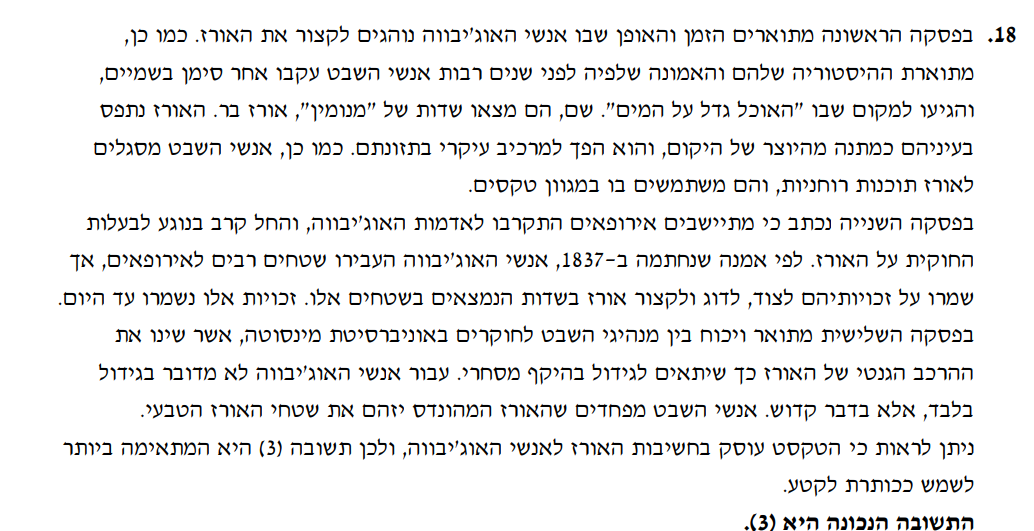 18. בפסקה הראשונה מתוארים הזמן והאופן שבו אנשי האוג'יבווה נוהגים לקצור את האורז. כמו כן,
מתוארת ההיסטוריה שלהם והאמונה שלפיה לפני שנים רבות אנשי השבט עקבו אחר סימן בשמיים,
והגיעו למקום שבו "האוכל גדל על המים". שם, הם מצאו שדות של "מנומין", אורז בר. האורז נתפס
בעיניהם כמתנה מהיוצר של היקום, והוא הפך למרכיב עיקרי בתזונתם. כמו כן, אנשי השבט מסגלים
לאורז תוכנות רוחניות, והם משתמשים בו במגוון טקסים.
בפסקה השנייה נכתב כי מתיישבים אירופאים התקרבו לאדמות האוג'יבווה, והחל קרב בנוגע לבעלות
החוקית על האורז. לפי אמנה שנחתמה ב-1837, אנשי האוג'יבווה העבירו שטחים רבים לאירופאים, אך
שמרו על זכויותיהם לצוד, לדוג ולקצור אורז בשדות הנמצאים בשטחים אלו. זכויות אלו נשמרו עד היום.
בפסקה השלישית מתואר ויכוח בין מנהיגי השבט לחוקרים באוניברסיטת מינסוטה, אשר שינו את
ההרכב הגנטי של האורז כך שיתאים לגידול בהיקף מסחרי. עבור אנשי האוג'יבווה לא מדובר בגידול
בלבד, אלא בדבר קדוש. אנשי השבט מפחדים שהאורז המהונדס יזהם את שטחי האורז הטבעי.
ניתן לראות כי הטקסט עוסק בחשיבות האורז לאנשי האוג'יבווה, ולכן תשובה (3) היא המתאימה ביותר
לשמש ככותרת לקטע.
התשובה הנכונה היא (3).